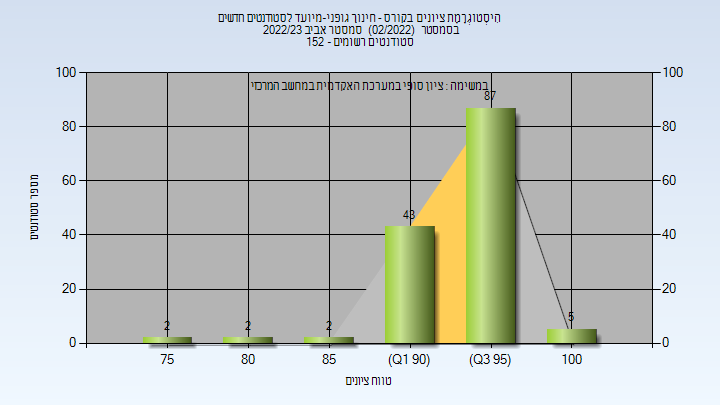 היסטוגרמת ציונים בקורס - חינוך גופני-מיועד לסטודנטים חדשים
בסמסטר (02/2022) סמסטר אביב 2022/23
סטודנטים רשומים - 152
במשימה : ציון סופי במערכת האקדמית במחשב המרכזי
100
80
60
40
20
0
100
80
60
40
20
0
מספר סטודנטים
2
2
2
43
87
5
75
80
85
(Q1 90)
(Q3 95)
100
טווח ציונים